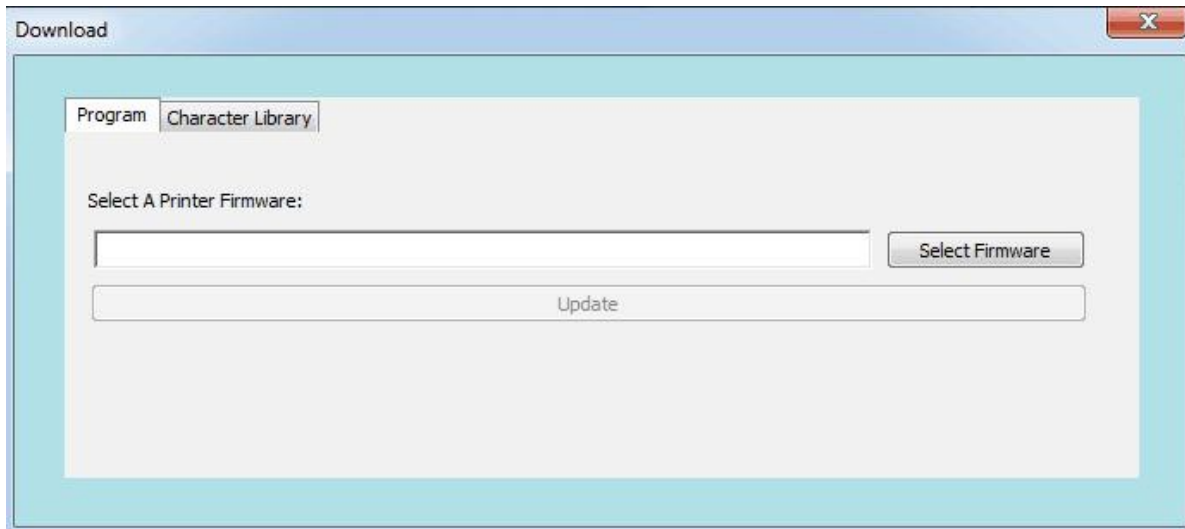 Download
Program Character Library
Select A Printer Firmware:
Select Firmware
Update